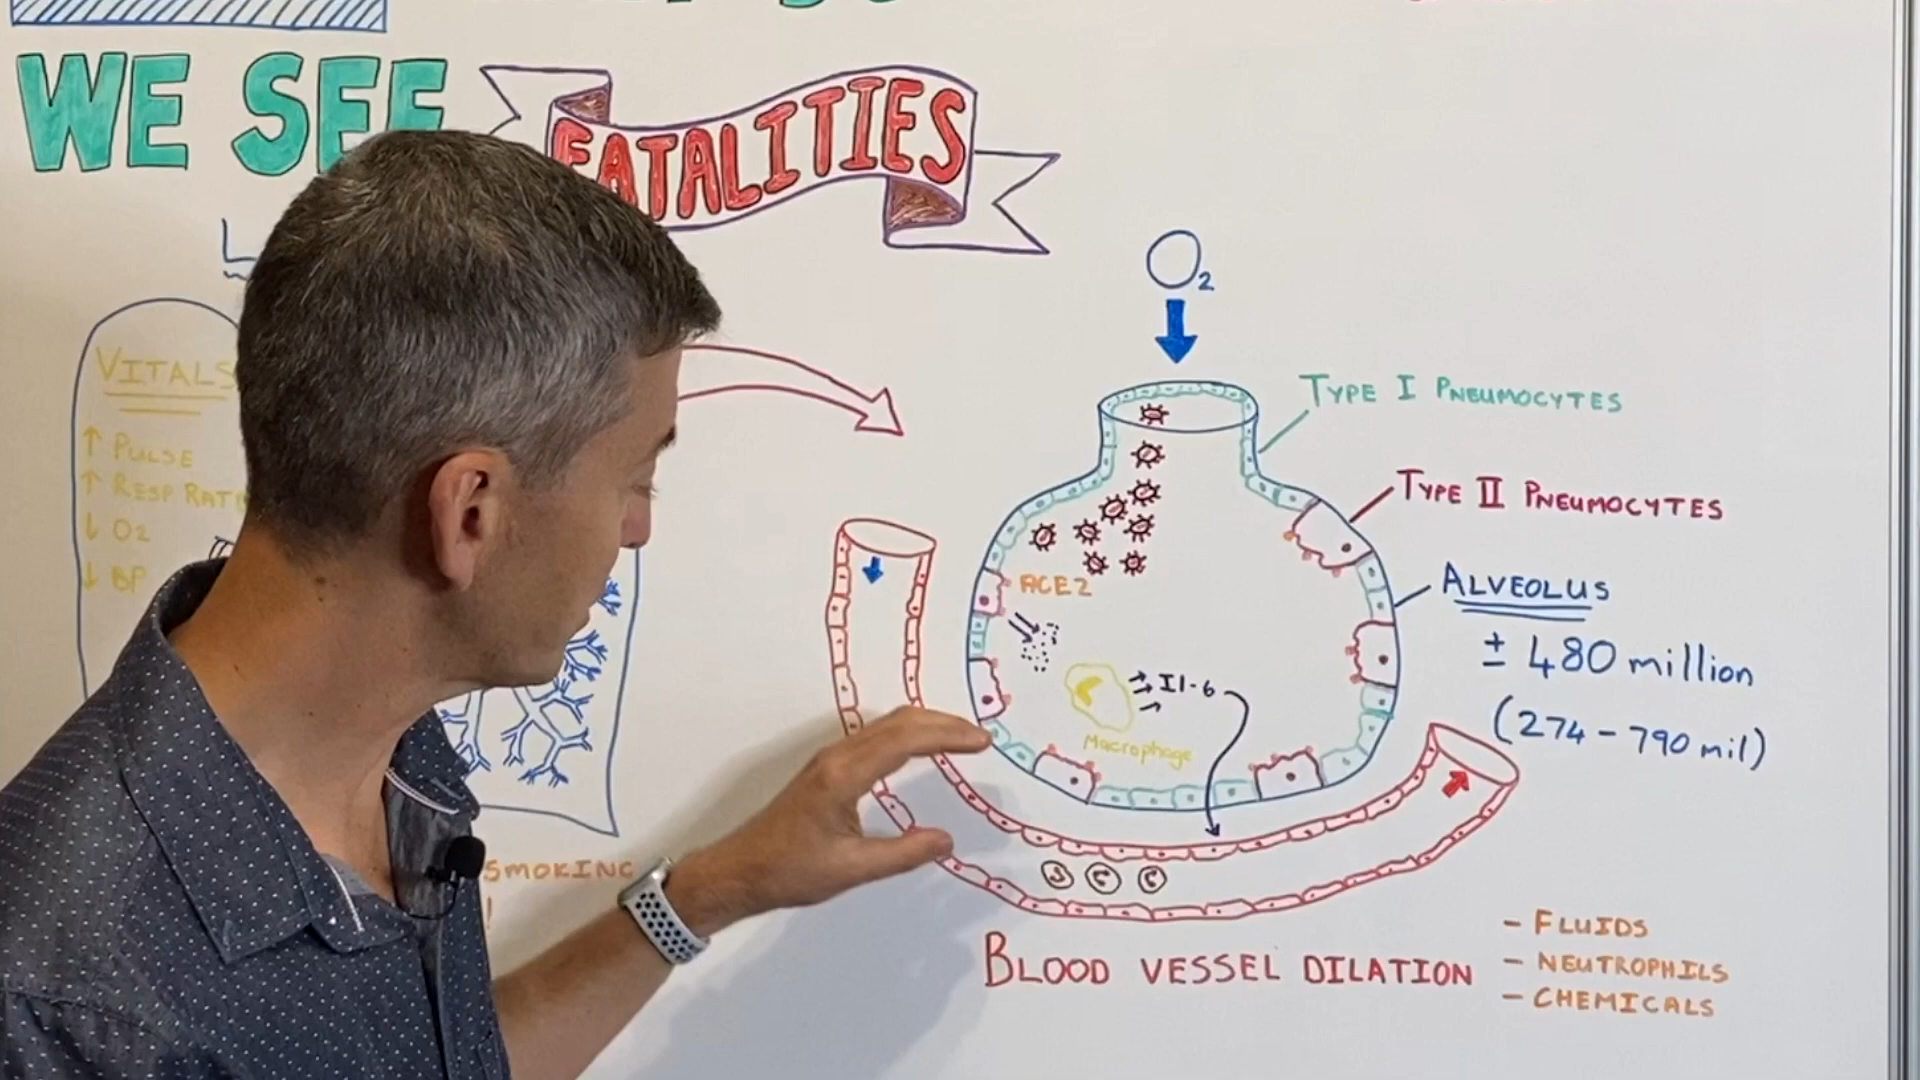 WE SEE
FATALITIES
O2
VITALS
↑ PULSE
↑ RESP RATE
↓ O2
↓ BP
SMOKING
!
TYPE I PNEUMOCYTES
TYPE II PNEUMOCYTES
ALVEOLUS
± 480 million
(274 - 790 mil)
ACE2
Il-6
Macrophage
BLOOD VESSEL DILATION
- FLUIDS
- NEUTROPHILS
- CHEMICALS